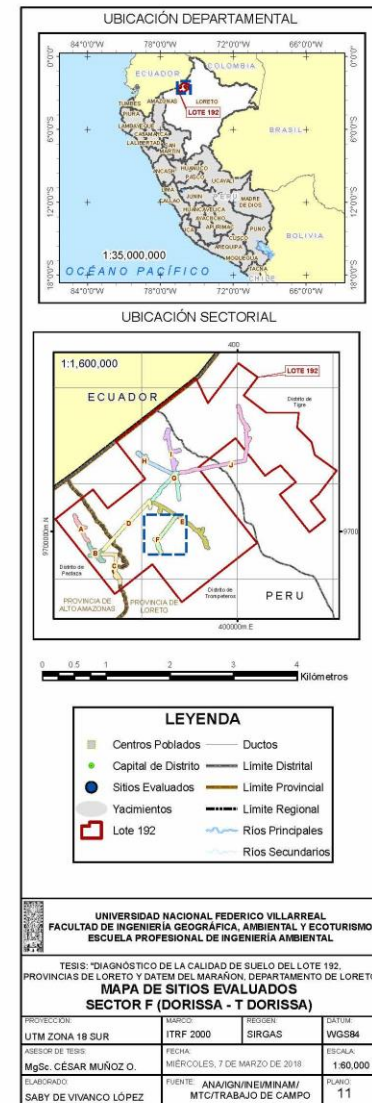 UBICACIÓN DEPARTAMENTAL
0°0'0"
6°0'0"S
12°0'0"S
18°0'0"S
COLOMBIA
ECUADOR
TUMBES
PIURA
AMAZONAS
LORETO
LOTE 192
LAMBAYEQUE
CAJAMARCA
LA LIBERTAD
SAN MARTIN
BRASIL
ANCASH
HUANUCO
PASCO
UCAYALI
LIMA
CALLAO
JUNIN
MADRE DE DIOS
HUANCAVELICA
AYACUCHO
APURIMAC
CUSCO
ICA
PUNO
AREQUIPA
MOQUEGUA
TACNA
PERU
BOLIVIA
CHILE
1:35,000,000
OCÉANO PACÍFICO
84°0'0"W 78°0'0"W 72°0'0"W 66°0'0"W
UBICACIÓN SECTORIAL
400
1:1,600,000
LOTE 192
ECUADOR
Distrito de Tigre
H
I
J
G
A
D
E
F
B
C
9700000m.N
9700
Distrito de Pastaza
PROVINCIA DE ALTO AMAZONAS
PROVINCIA DE LORETO
Distrito de Trompeteros
PERU
400000m.E
0 0.5 1 2 3 4
Kilómetros
LEYENDA
Centros Poblados
Ductos
Capital de Distrito
Límite Distrital
Sitios Evaluados
Límite Provincial
Yacimientos
Límite Regional
Lote 192
Ríos Principales
Ríos Secundarios
UNIVERSIDAD NACIONAL FEDERICO VILLARREAL
FACULTAD DE INGENIERÍA GEOGRÁFICA, AMBIENTAL Y ECOTURISMO
ESCUELA PROFESIONAL DE INGENIERÍA AMBIENTAL
TESIS: "DIAGNÓSTICO DE LA CALIDAD DE SUELO DEL LOTE 192,
PROVINCIAS DE LORETO Y DATEM DEL MARAÑON, DEPARTAMENTO DE LORETO
MAPA DE SITIOS EVALUADOS
SECTOR F (DORISSA - T DORISSA)
PROYECCIÓN: MARCO: REGGEN: DATUM:
UTM ZONA 18 SUR ITRF 2000 SIRGAS WGS84
ASESOR DE TESIS: FECHA: ESCALA:
MgSc. CÉSAR MUÑOZ O. MIÉRCOLES, 7 DE MARZO DE 2018 1:60,000
ELABORADO: FUENTE: ANA/IGN/INEI/MINAM/ PLANO:
SABY DE VIVANCO LÓPEZ MTC/TRABAJO DE CAMPO 11